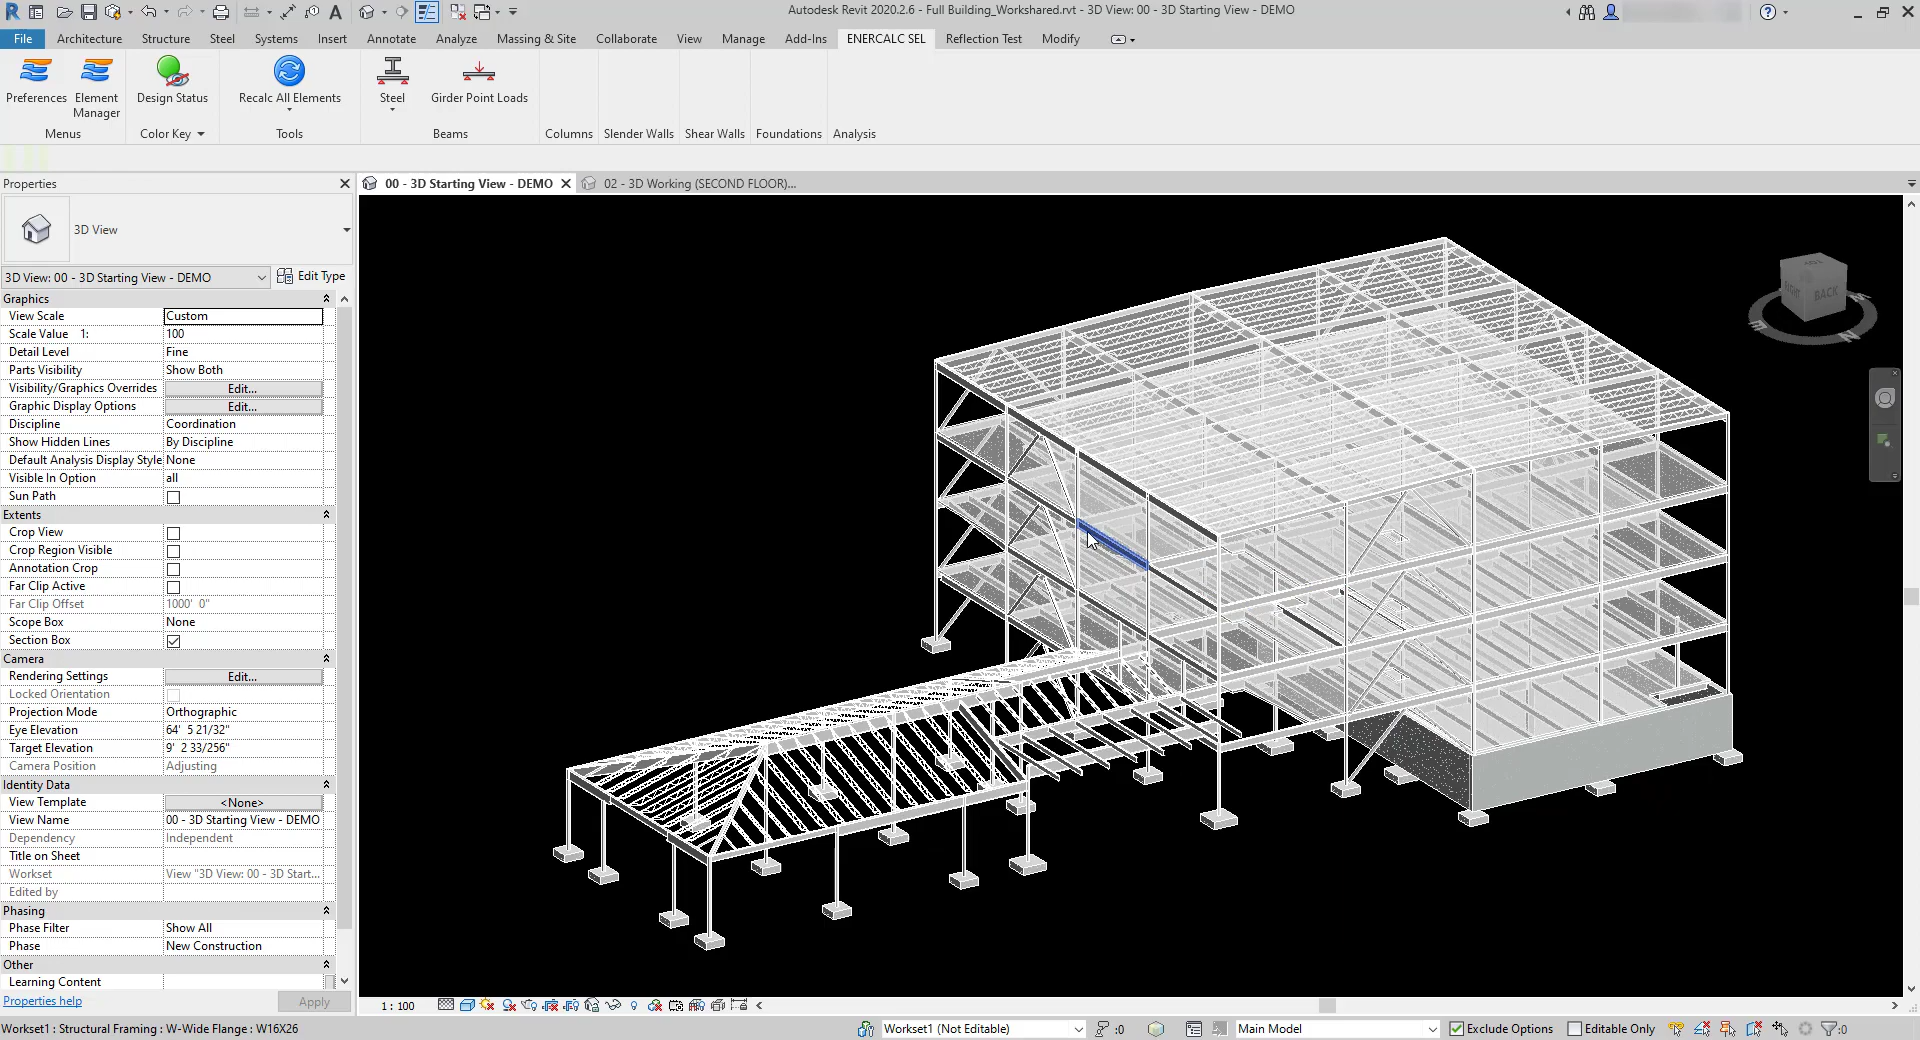 Autodesk Revit 2020.2.6 - Full Building_Workshared.rvt - 3D View: 00 - 3D Starting View - DEMO
File Architecture Structure Steel Systems Insert Annotate Analyze Massing & Site Collaborate View Manage Add-Ins ENERCALC SEL Reflection Test Modify
Preferences
Element Manager
Design Status
Recalc All Elements
Steel
Girder Point Loads
Menus
Color Key
Tools
Beams
Columns
Slender Walls
Shear Walls
Foundations
Analysis
Properties
00 - 3D Starting View - DEMO
02 - 3D Working (SECOND FLOOR)...
3D View
3D View: 00 - 3D Starting View - DEMO
Edit Type
Graphics
View Scale Custom
Scale Value 1: 100
Detail Level Fine
Parts Visibility Show Both
Visibility/Graphics Overrides Edit...
Graphic Display Options Edit...
Discipline Coordination
Show Hidden Lines By Discipline
Default Analysis Display Style None
Visible In Option all
Sun Path
Extents
Crop View
Crop Region Visible
Annotation Crop
Far Clip Active
Far Clip Offset 1000' 0"
Scope Box None
Section Box
Camera
Rendering Settings Edit...
Locked Orientation
Projection Mode Orthographic
Eye Elevation 64' 5 21/32"
Target Elevation 9' 2 33/256"
Camera Position Adjusting
Identity Data
View Template <None>
View Name 00 - 3D Starting View - DEMO
Dependency Independent
Title on Sheet
Workset View "3D View: 00 - 3D Start...
Edited by
Phasing
Phase Filter Show All
Phase New Construction
Other
Learning Content
Properties help
Apply
BACK
1 : 100
Workset1 : Structural Framing : W-Wide Flange : W16X26
Workset1 (Not Editable)
:0
Main Model
Exclude Options
Editable Only
:0